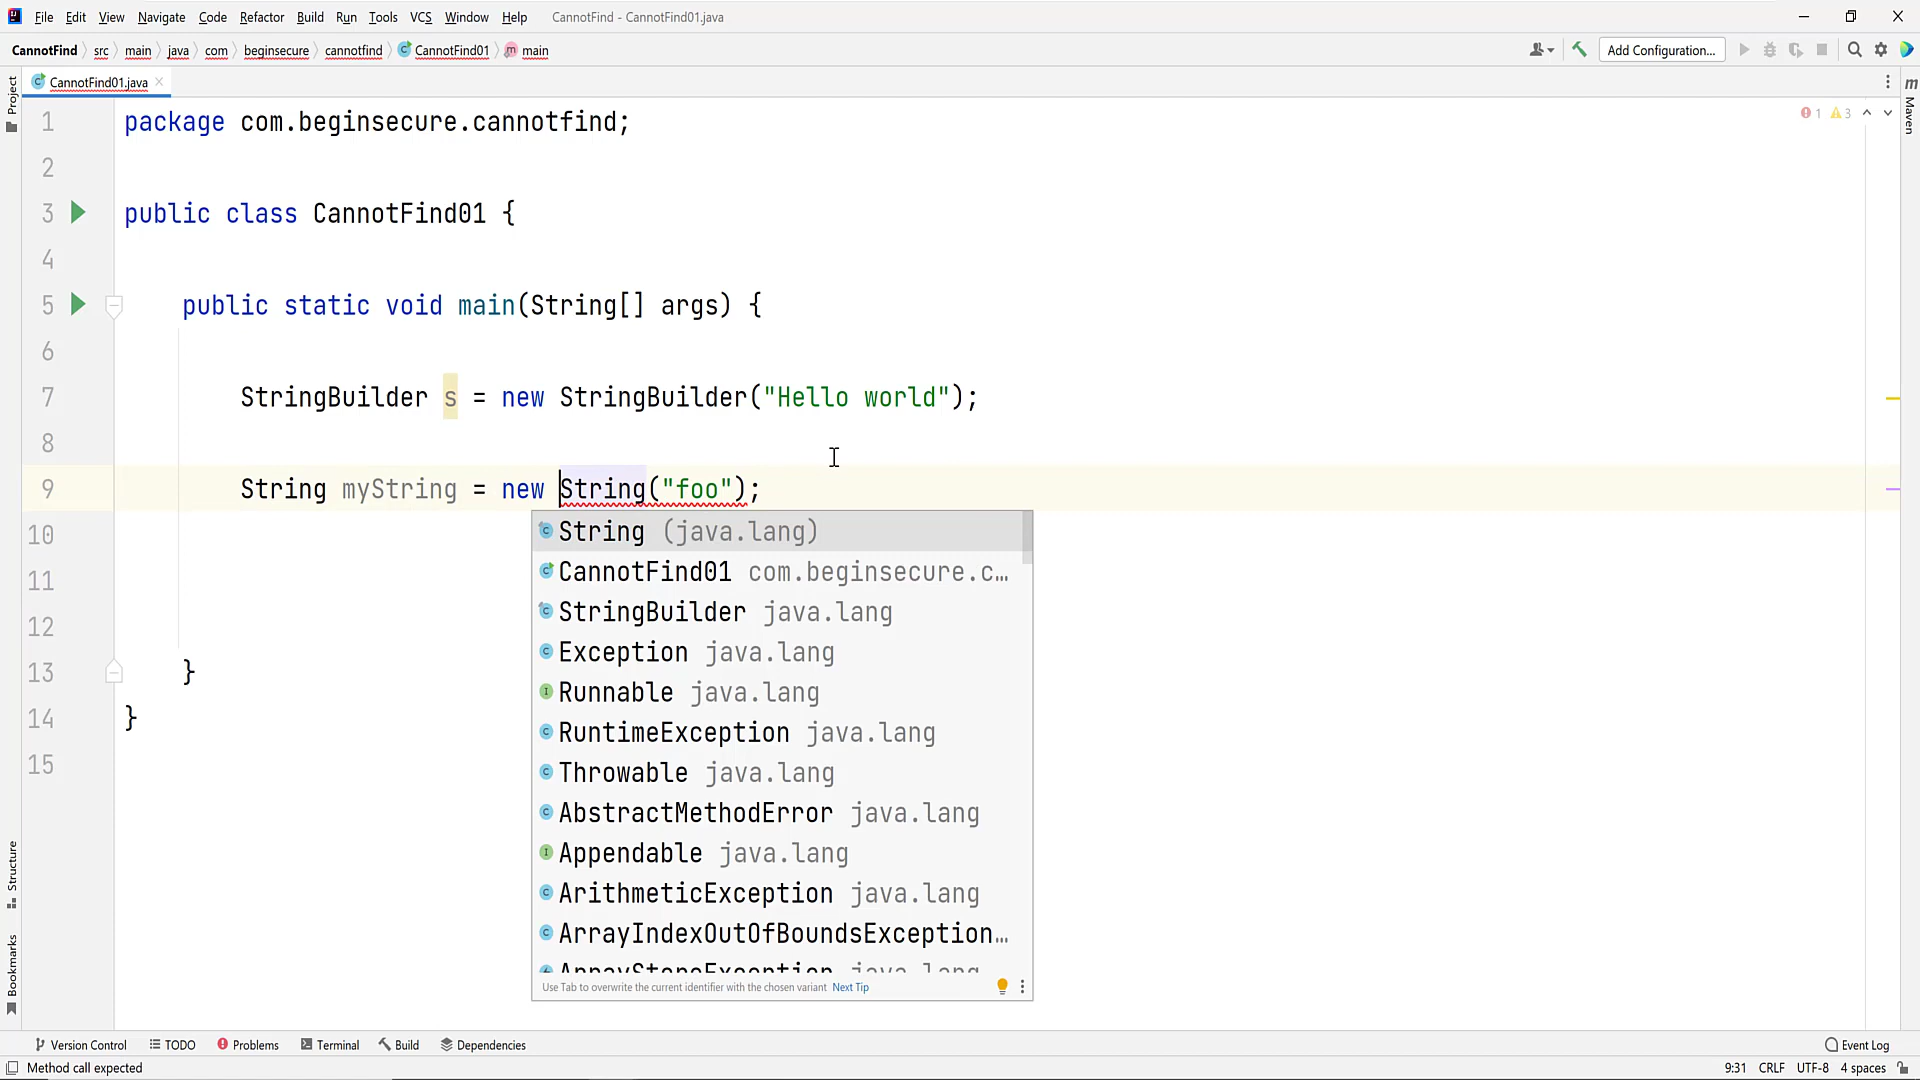 File Edit View Navigate Code Refactor Build Run Tools VCS Window Help CannotFind - CannotFind01.java
CannotFind src main java com beginsecure cannotfind CannotFind01 main Add Configuration...
CannotFind01.java
Project
Maven
1 3
1 package com.beginsecure.cannotfind;
2
3 public class CannotFind01 {
4
5 public static void main(String[] args) {
6
7 StringBuilder s = new StringBuilder("Hello world");
8
9 String myString = new String("foo");
10
11
12
13 }
14 }
15
String (java.lang)
CannotFind01 com.beginsecure.c…
StringBuilder java.lang
Exception java.lang
Runnable java.lang
RuntimeException java.lang
Throwable java.lang
AbstractMethodError java.lang
Appendable java.lang
ArithmeticException java.lang
ArrayIndexOutOfBoundsException…
ArrayStoreException java.lang
Use Tab to overwrite the current identifier with the chosen variant Next Tip
Structure
Bookmarks
Version Control TODO Problems Terminal Build Dependencies Event Log
Method call expected 9:31 CRLF UTF-8 4 spaces